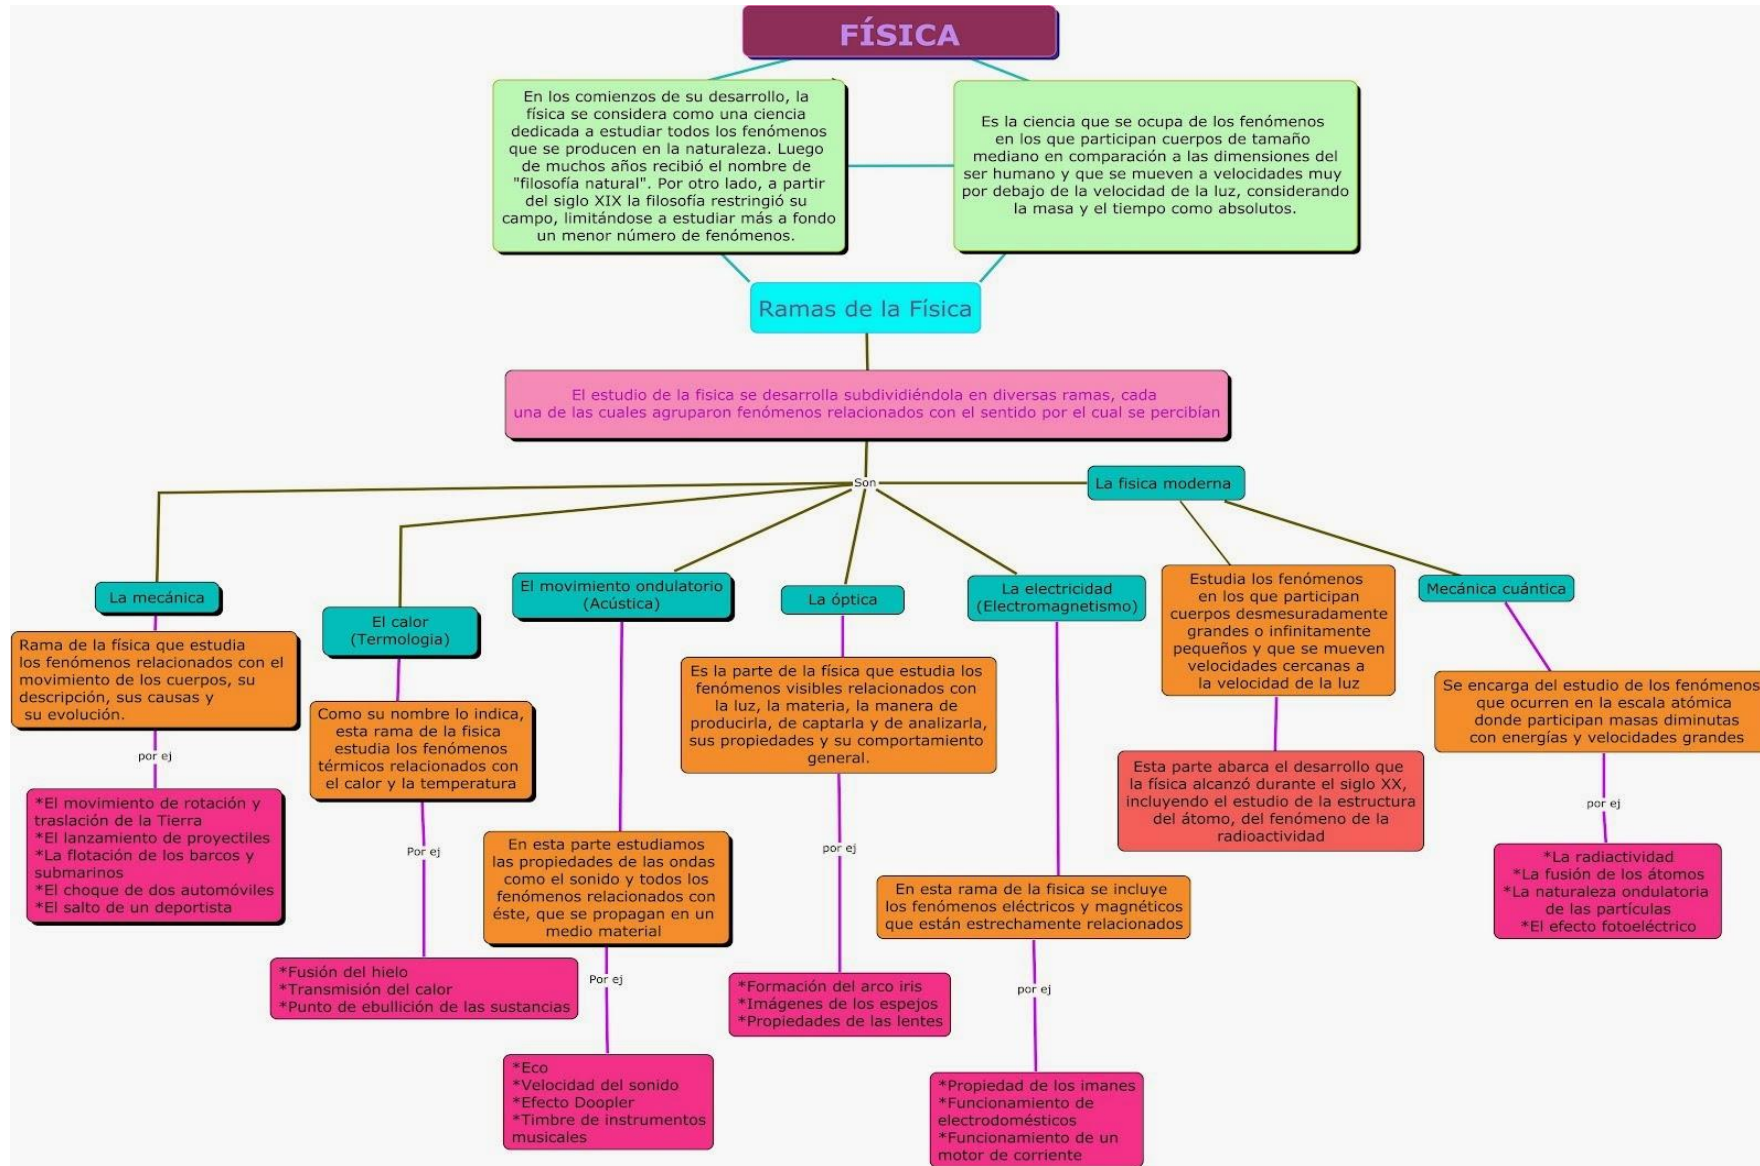 FÍSICA
En los comienzos de su desarrollo, la
física se considera como una ciencia
dedicada a estudiar todos los fenómenos
que se producen en la naturaleza. Luego
de muchos años recibió el nombre de
"filosofía natural". Por otro lado, a partir
del siglo XIX la filosofía restringió su
campo, limitándose a estudiar más a fondo
un menor número de fenómenos.
Es la ciencia que se ocupa de los fenómenos
en los que participan cuerpos de tamaño
mediano en comparación a las dimensiones del
ser humano y que se mueven a velocidades muy
por debajo de la velocidad de la luz, considerando
la masa y el tiempo como absolutos.
Ramas de la Física
El estudio de la fisica se desarrolla subdividiéndola en diversas ramas, cada
una de las cuales agruparon fenómenos relacionados con el sentido por el cual se percibían
Son
La mecánica
Rama de la física que estudia
los fenómenos relacionados con el
movimiento de los cuerpos, su
descripción, sus causas y
su evolución.
por ej
*El movimiento de rotación y
traslación de la Tierra
*El lanzamiento de proyectiles
*La flotación de los barcos y
submarinos
*El choque de dos automóviles
*El salto de un deportista
El calor
(Termologia)
Como su nombre lo indica,
esta rama de la fisica
estudia los fenómenos
térmicos relacionados con
el calor y la temperatura
Por ej
*Fusión del hielo
*Transmisión del calor
*Punto de ebullición de las sustancias
El movimiento ondulatorio
(Acústica)
En esta parte estudiamos
las propiedades de las ondas
como el sonido y todos los
fenómenos relacionados con
éste, que se propagan en un
medio material
Por ej
*Eco
*Velocidad del sonido
*Efecto Doopler
*Timbre de instrumentos
musicales
La óptica
Es la parte de la física que estudia los
fenómenos visibles relacionados con
la luz, la materia, la manera de
producirla, de captarla y de analizarla,
sus propiedades y su comportamiento
general.
por ej
*Formación del arco iris
*Imágenes de los espejos
*Propiedades de las lentes
La electricidad
(Electromagnetismo)
En esta rama de la fisica se incluye
los fenómenos eléctricos y magnéticos
que están estrechamente relacionados
por ej
*Propiedad de los imanes
*Funcionamiento de
electrodomésticos
*Funcionamiento de un
motor de corriente
La fisica moderna
Estudia los fenómenos
en los que participan
cuerpos desmesuradamente
grandes o infinitamente
pequeños y que se mueven
velocidades cercanas a
la velocidad de la luz
Esta parte abarca el desarrollo que
la física alcanzó durante el siglo XX,
incluyendo el estudio de la estructura
del átomo, del fenómeno de la
radioactividad
Mecánica cuántica
Se encarga del estudio de los fenómenos
que ocurren en la escala atómica
donde participan masas diminutas
con energías y velocidades grandes
por ej
*La radiactividad
*La fusión de los átomos
*La naturaleza ondulatoria
de las partículas
*El efecto fotoeléctrico